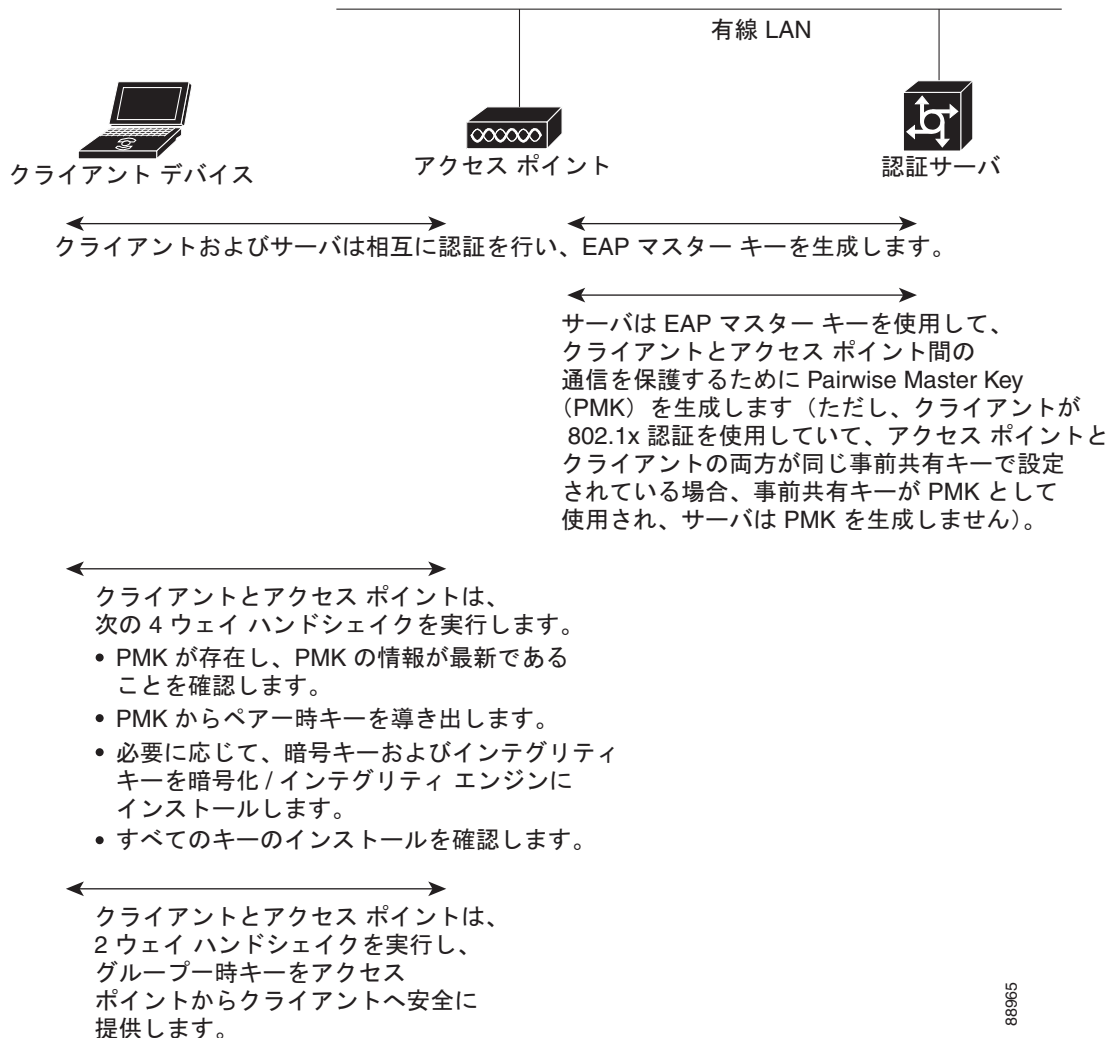 有線 LAN
クライアント デバイス
アクセス ポイント
認証サーバ
クライアントおよびサーバは相互に認証を行い、EAP マスター キーを生成します。
サーバは EAP マスター キーを使用して、
クライアントとアクセス ポイント間の
通信を保護するために Pairwise Master Key
（PMK）を生成します（ただし、クライアントが
802.1x 認証を使用していて、アクセス ポイントと
クライアントの両方が同じ事前共有キーで設定
されている場合、事前共有キーが PMK として
使用され、サーバは PMK を生成しません）。
クライアントとアクセス ポイントは、
次の 4 ウェイ ハンドシェイクを実行します。
• PMK が存在し、PMK の情報が最新である
ことを確認します。
• PMK からペアー時キーを導き出します。
• 必要に応じて、暗号キーおよびインテグリティ
キーを暗号化 / インテグリティ エンジンに
インストールします。
• すべてのキーのインストールを確認します。
クライアントとアクセス ポイントは、
2 ウェイ ハンドシェイクを実行し、
グループ一時キーをアクセス
ポイントからクライアントへ安全に
提供します。
88965